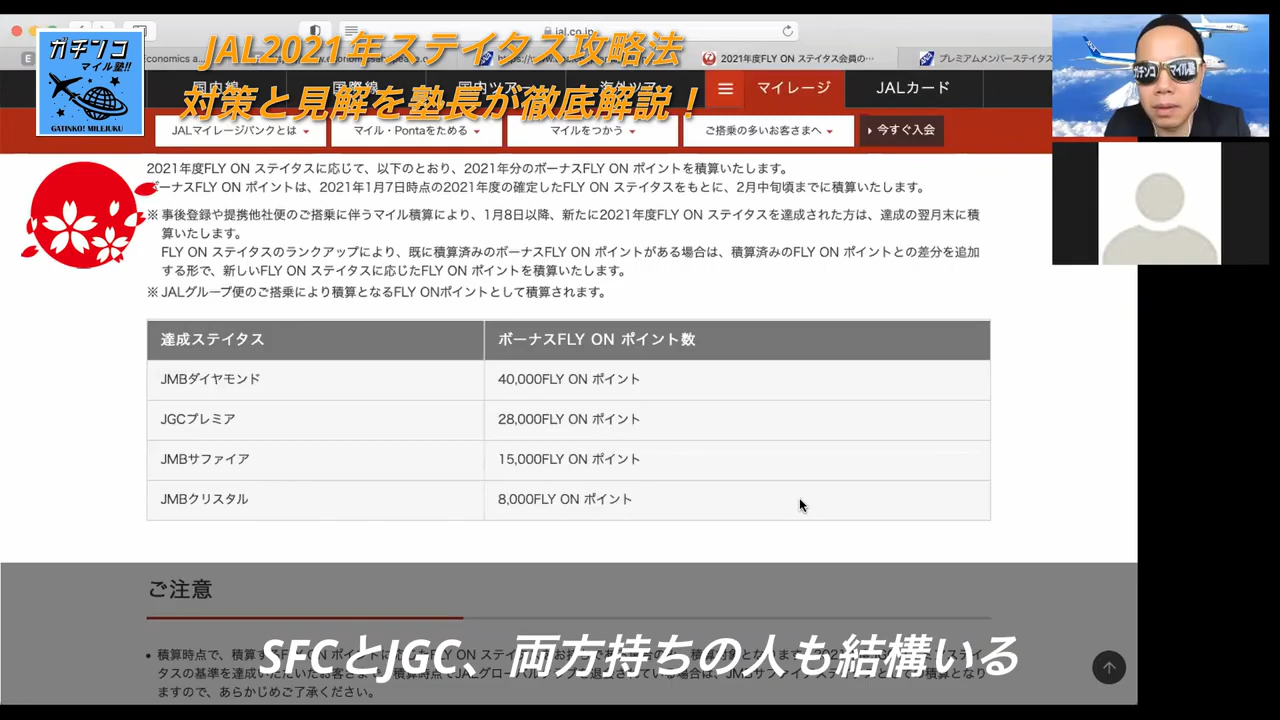 ガチンコ
マイル塾!!
GATINKO! MILEJUKU
JAL2021年ステイタス攻略法
対策と見解を塾長が徹底解説！
jal.co.jp
2021年度FLY ON ステイタス会員の…
プレミアムメンバーステイタス
国内線
国際線
国内ツアー
海外ツアー
マイレージ
JALカード
JALマイレージバンクとは
マイル・Pontaをためる
マイルをつかう
ご搭乗の多いお客さまへ
今すぐ入会
ガチンコ
マイル塾
2021年度FLY ON ステイタスに応じて、以下のとおり、2021年分のボーナスFLY ON ポイントを積算いたします。
ボーナスFLY ON ポイントは、2021年1月7日時点の2021年度の確定したFLY ON ステイタスをもとに、2月中旬頃までに積算いたします。
※ 事後登録や提携他社便のご搭乗に伴うマイル積算により、1月8日以降、新たに2021年度FLY ON ステイタスを達成された方は、達成の翌月末に積
算いたします。
FLY ON ステイタスのランクアップにより、既に積算済みのボーナスFLY ON ポイントがある場合は、積算済みのFLY ON ポイントとの差分を追加
する形で、新しいFLY ON ステイタスに応じたFLY ON ポイントを積算いたします。
※ JALグループ便のご搭乗により積算となるFLY ONポイントとして積算されます。
達成ステイタス ボーナスFLY ON ポイント数
JMBダイヤモンド 40,000FLY ON ポイント
JGCプレミア 28,000FLY ON ポイント
JMBサファイア 15,000FLY ON ポイント
JMBクリスタル 8,000FLY ON ポイント
ご注意
SFCとJGC、両方持ちの人も結構いる
ますので、あらかじめご了承ください。